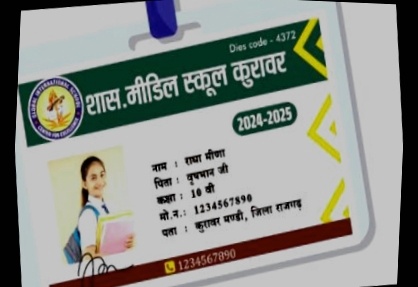 Dies code - 4372
शास.मीडिल स्कूल कुरावर
2024-2025
नाम : राधा मीणा
पिता : वृषभान जी
कक्षा : 10 वी
मो.न.: 1234567890
पता : कुरावर मण्डी, जिला राजगढ़
1234567890